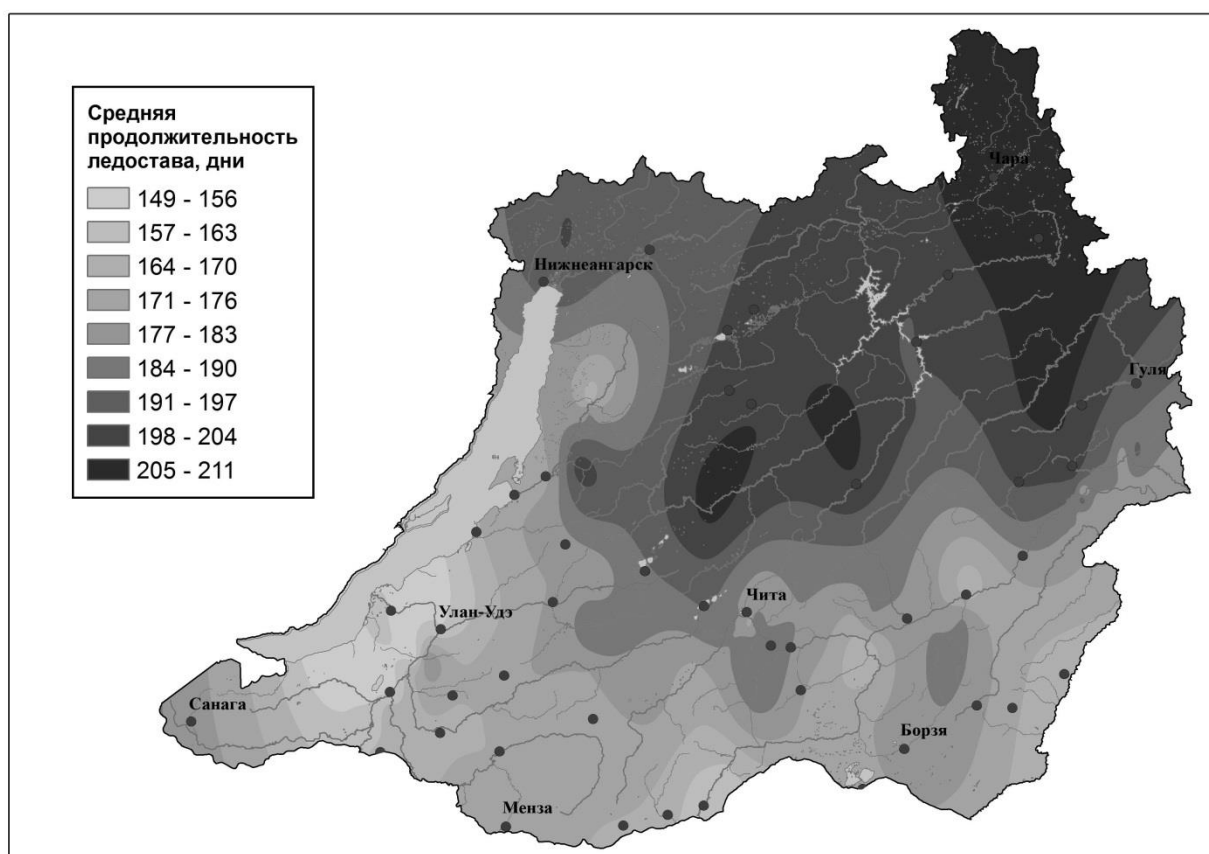 Средняя
продолжительность
ледостава, дни
149 - 156
157 - 163
164 - 170
171 - 176
177 - 183
184 - 190
191 - 197
198 - 204
205 - 211
Чара
Нижнеангарск
Гуля
Чита
Улан-Удэ
Санага
Борзя
Менза